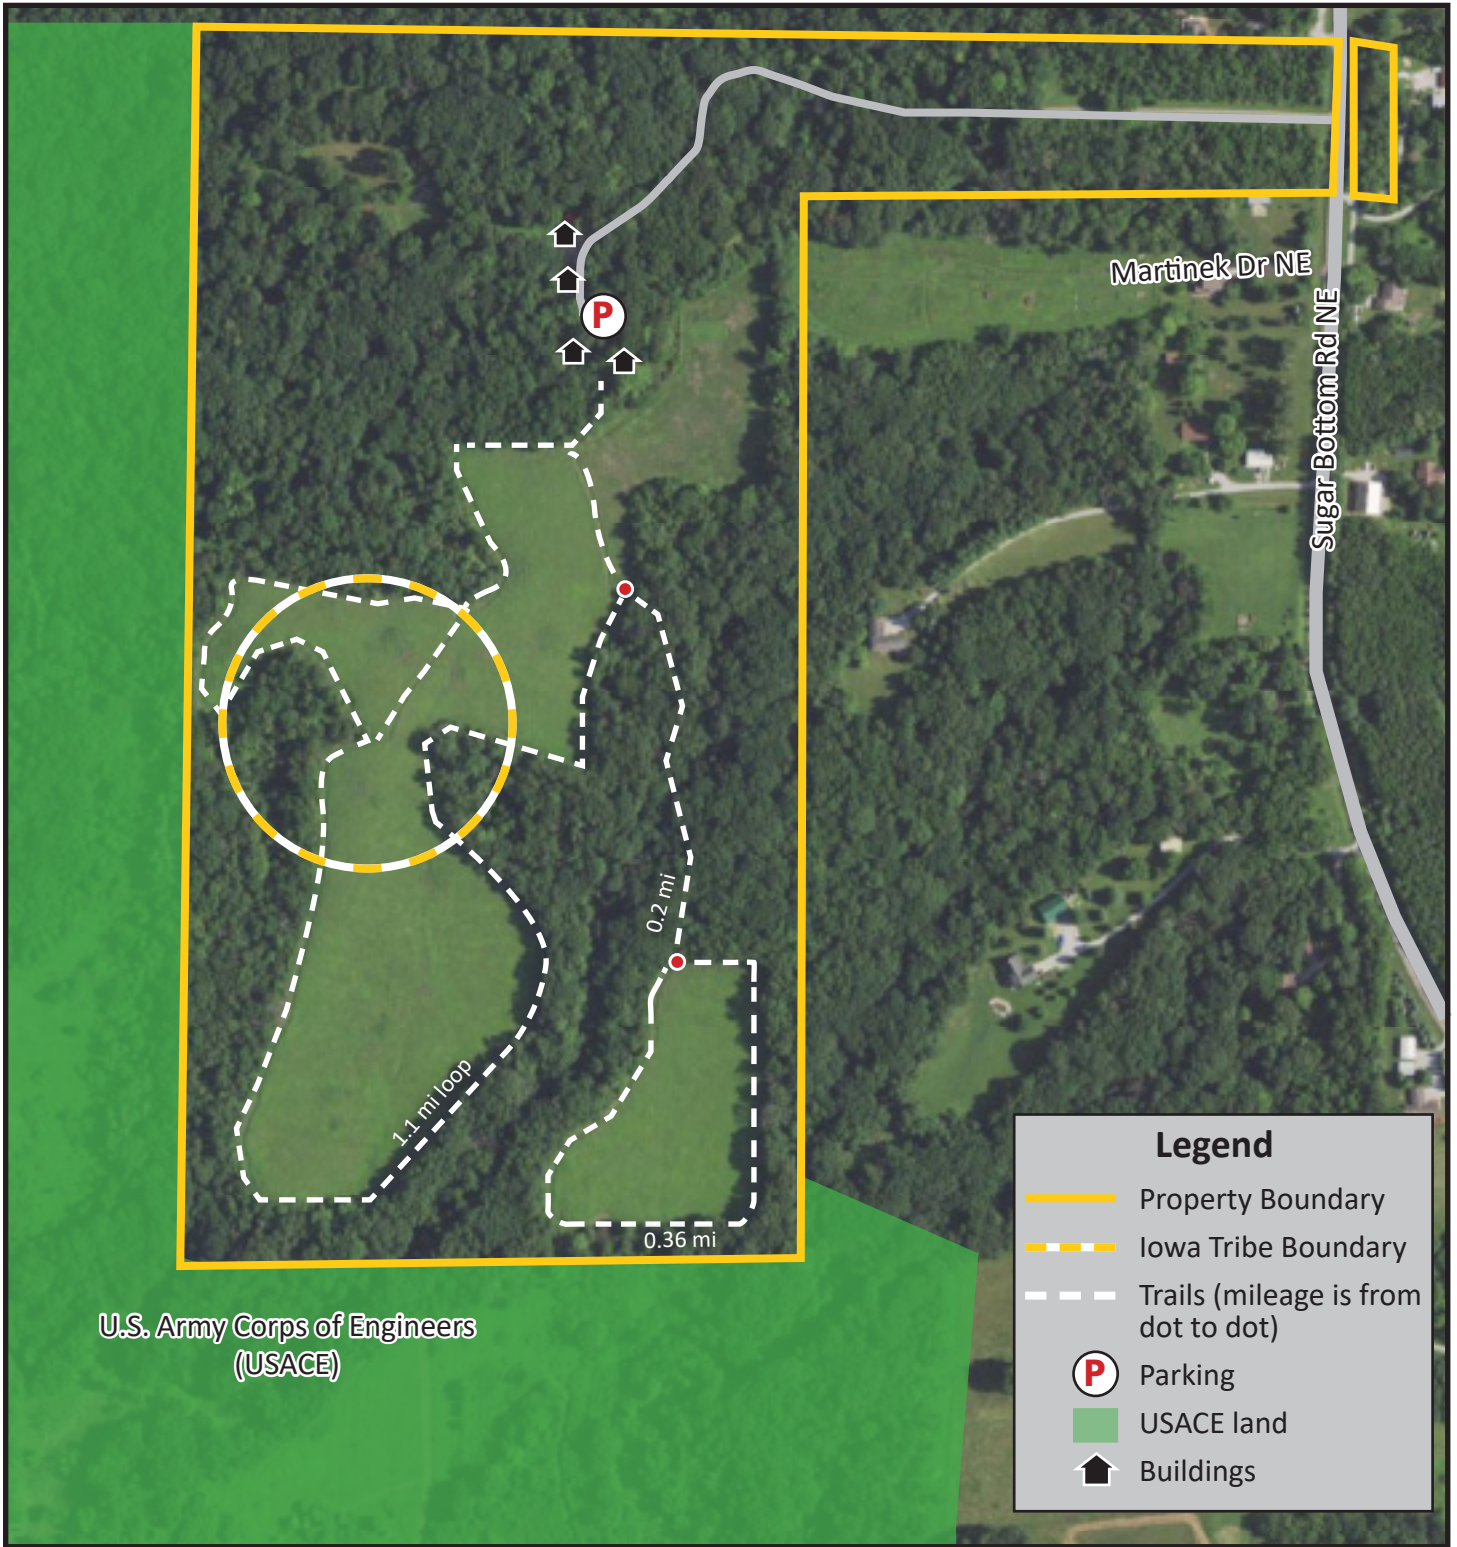 P
Martinek Dr NE
Sugar Bottom Rd NE
0.2 mi
1.1 mi loop
0.36 mi
U.S. Army Corps of Engineers
(USACE)
Legend
Property Boundary
Iowa Tribe Boundary
Trails (mileage is from
dot to dot)
P
Parking
USACE land
Buildings